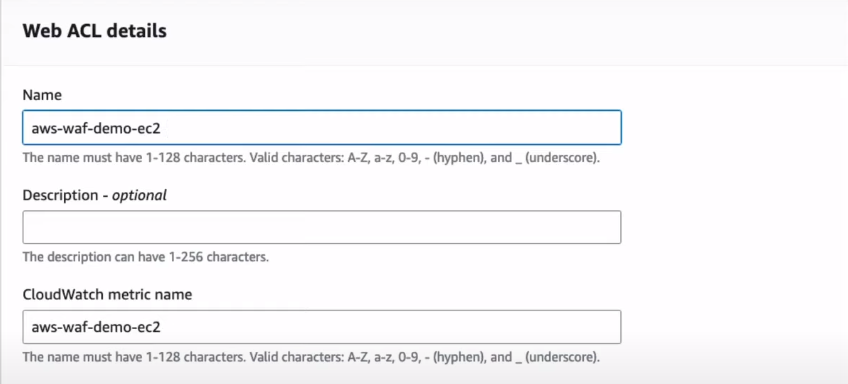 Web ACL details
Name
aws-waf-demo-ec2
The name must have 1-128 characters. Valid characters: A-Z, a-z, 0-9, - (hyphen), and _ (underscore).
Description - optional
The description can have 1-256 characters.
CloudWatch metric name
aws-waf-demo-ec2
The name must have 1-128 characters. Valid characters: A-Z, a-z, 0-9, - (hyphen), and _ (underscore).